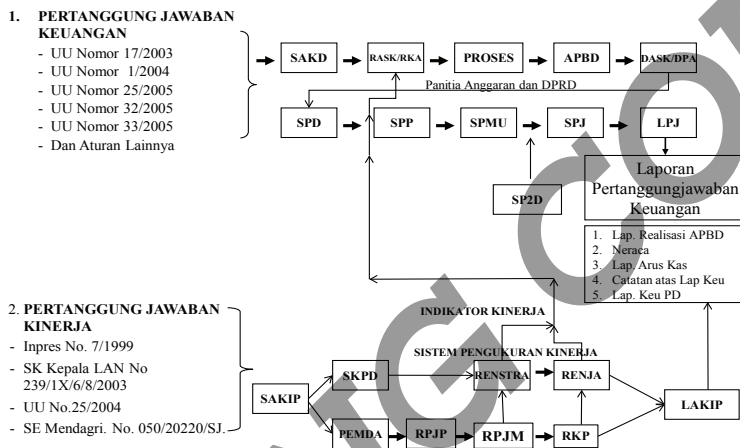 1. PERTANGGUNG JAWABAN
KEUANGAN
- UU Nomor 17/2003
- UU Nomor 1/2004
- UU Nomor 25/2005
- UU Nomor 32/2005
- UU Nomor 33/2005
- Dan Aturan Lainnya
SAKD
RASK/RKA
PROSES
APBD
DASK/DPA
Panitia Anggaran dan DPRD
SPD
SPP
SPMU
SPJ
LPJ
SP2D
Laporan
Pertanggungjawaban
Keuangan
1. Lap. Realisasi APBD
2. Neraca
3. Lap. Arus Kas
4. Catatan atas Lap Keu
5. Lap. Keu PD
2. PERTANGGUNG JAWABAN
KINERJA
- Inpres No. 7/1999
- SK Kepala LAN No
239/1X/6/8/2003
- UU No.25/2004
- SE Mendagri. No. 050/20220/SJ.
INDIKATOR KINERJA
SISTEM PENGUKURAN KINERJA
SAKIP
SKPD
RENSTRA
RENJA
LAKIP
PEMDA
RPJP
RPJM
RKP